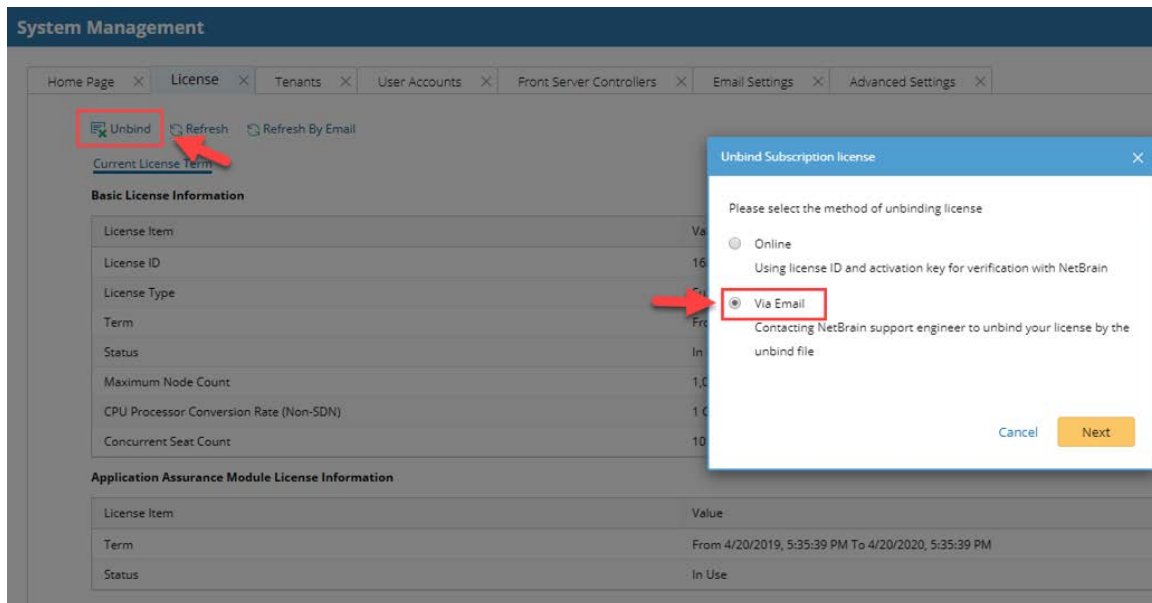 System Management
Home Page License Tenants User Accounts Front Server Controllers Email Settings Advanced Settings
Unbind Refresh Refresh By Email
Current License Term
Basic License Information
License Item
License ID 16
License Type
Term
Status In
Maximum Node Count
CPU Processor Conversion Rate (Non-SDN) 1
Concurrent Seat Count 10
Application Assurance Module License Information
License Item Value
Term From 4/20/2019, 5:35:39 PM To 4/20/2020, 5:35:39 PM
Status In Use
Unbind Subscription license
Please select the method of unbinding license
Online
Using license ID and activation key for verification with NetBrain
Via Email
Contacting NetBrain support engineer to unbind your license by the
unbind file
Cancel Next